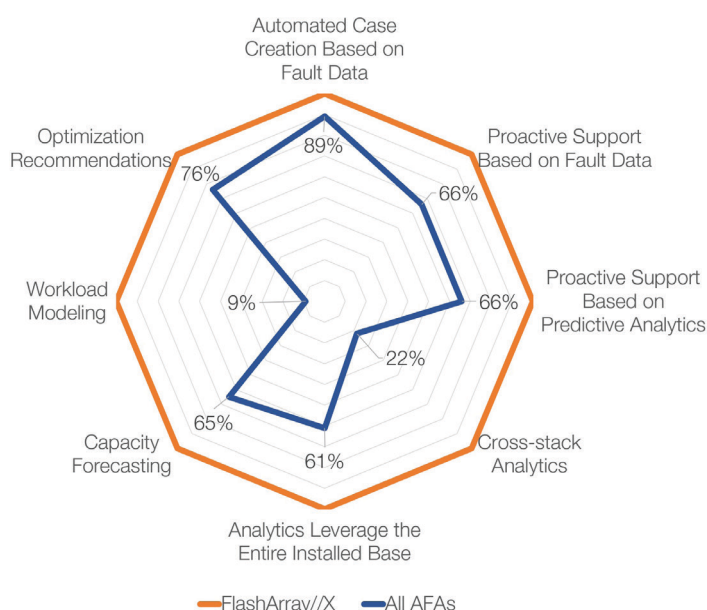 Automated Case
Creation Based on
Fault Data
Optimization
Recommendations
Proactive Support
Based on Fault Data
89%
76%
66%
Workload
Modeling
9%
66%
Proactive Support
Based on
Predictive Analytics
22%
65%
61%
Capacity
Forecasting
Cross-stack
Analytics
Analytics Leverage the
Entire Installed Base
FlashArray//X
All AFAs